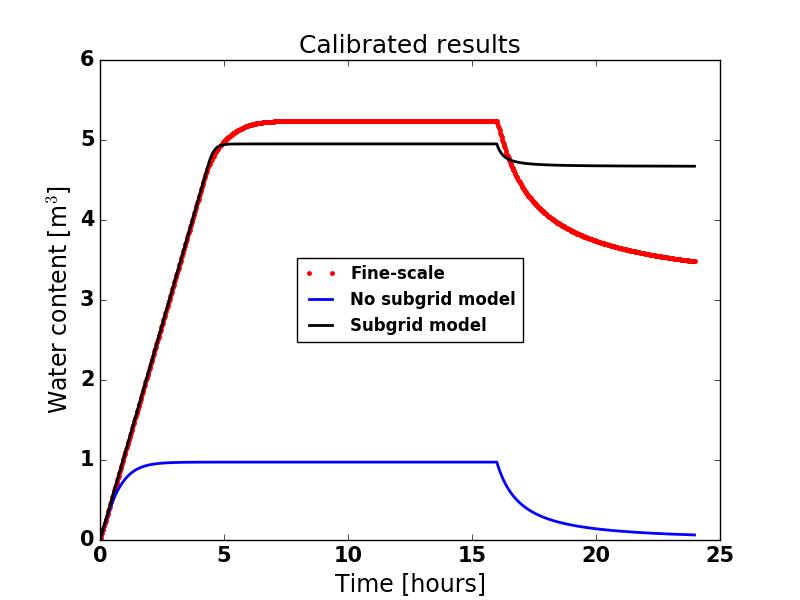 Calibrated results
Water content [m³]
6
5
4
3
2
1
0
Fine-scale
No subgrid model
Subgrid model
0 5 10 15 20 25
Time [hours]